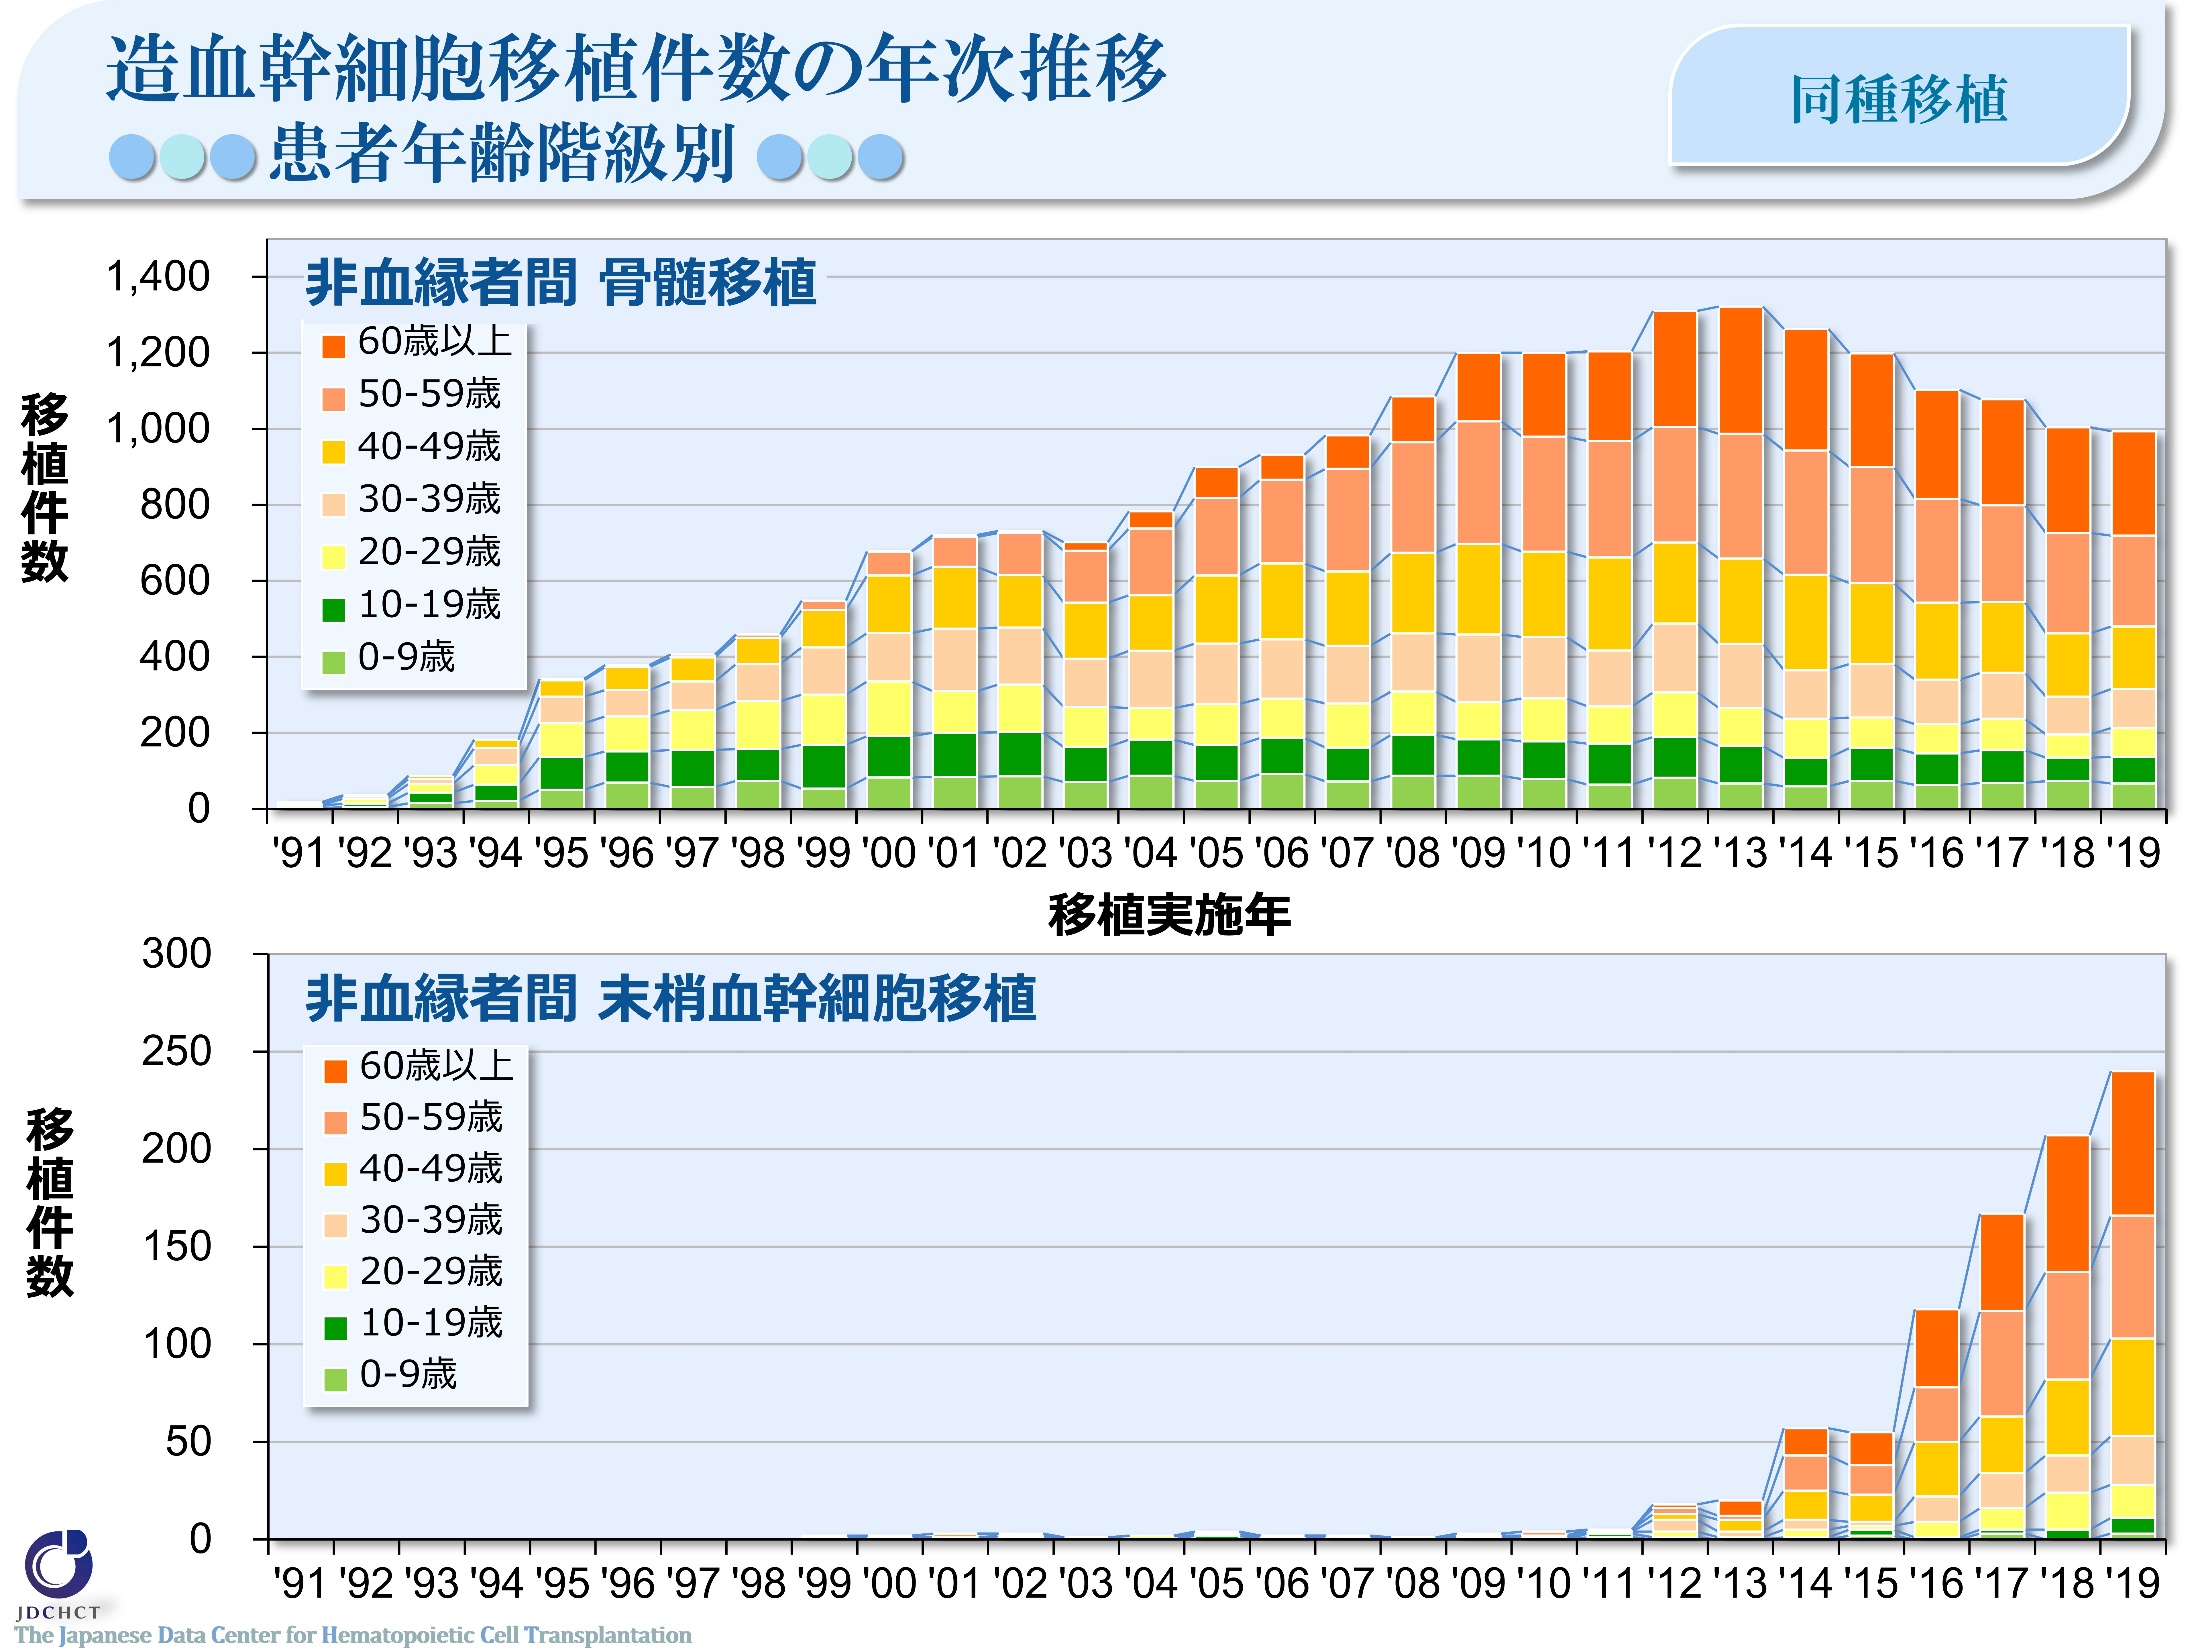 造血幹細胞移植件数の年次推移
患者年齢階級別
同種移植
非血縁者間 骨髄移植
移植件数
1,400
1,200
1,000
800
600
400
200
0
60歳以上
50-59歳
40-49歳
30-39歳
20-29歳
10-19歳
0-9歳
'91 '92 '93 '94 '95 '96 '97 '98 '99 '00 '01 '02 '03 '04 '05 '06 '07 '08 '09 '10 '11 '12 '13 '14 '15 '16 '17 '18 '19
移植実施年
非血縁者間 末梢血幹細胞移植
移植件数
300
250
200
150
100
50
0
60歳以上
50-59歳
40-49歳
30-39歳
20-29歳
10-19歳
0-9歳
'91 '92 '93 '94 '95 '96 '97 '98 '99 '00 '01 '02 '03 '04 '05 '06 '07 '08 '09 '10 '11 '12 '13 '14 '15 '16 '17 '18 '19
JDCHCT
The Japanese Data Center for Hematopoietic Cell Transplantation